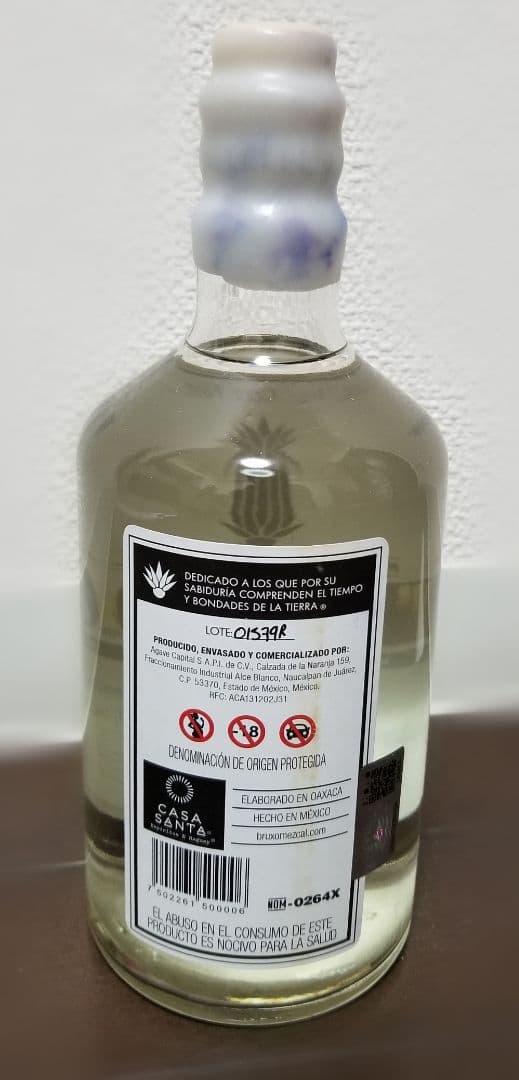 DEDICADO A LOS QUE POR SU
SABIDURÍA COMPRENDEN EL TIEMPO
Y BONDADES DE LA TIERRA ®
LOTE: 01579R
PRODUCIDO, ENVASADO Y COMERCIALIZADO POR:
Agave Capital S.A.P.I. de C.V., Calzada de la Naranja 159,
Fraccionamiento Industrial Alce Blanco, Naucalpan de Juárez,
C.P. 53370, Estado de México, México.
RFC: ACA131202J31
-18
DENOMINACIÓN DE ORIGEN PROTEGIDA
CASA
SANTA®
ELABORADO EN OAXACA
HECHO EN MÉXICO
bruxomezcal.com
7 502261 500006
NOM-0264X
EL ABUSO EN EL CONSUMO DE ESTE
PRODUCTO ES NOCIVO PARA LA SALUD